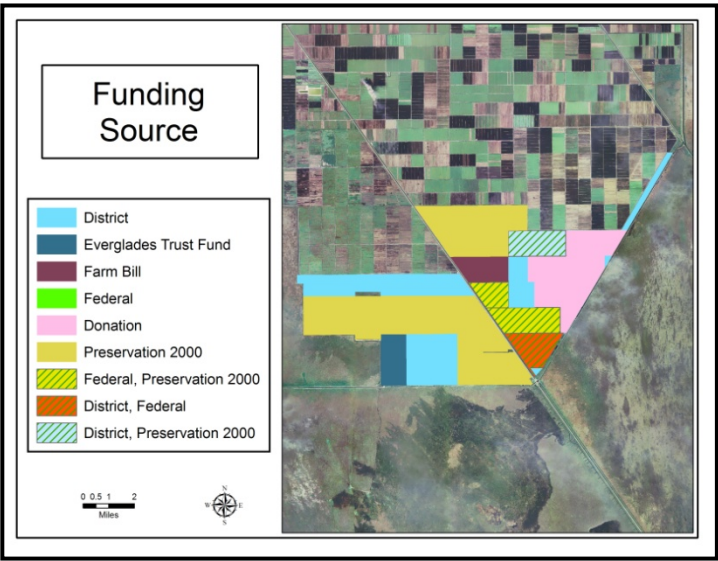 Funding
Source
District
Everglades Trust Fund
Farm Bill
Federal
Donation
Preservation 2000
Federal, Preservation 2000
District, Federal
District, Preservation 2000
0 0.5 1 2
Miles
N
W E
S